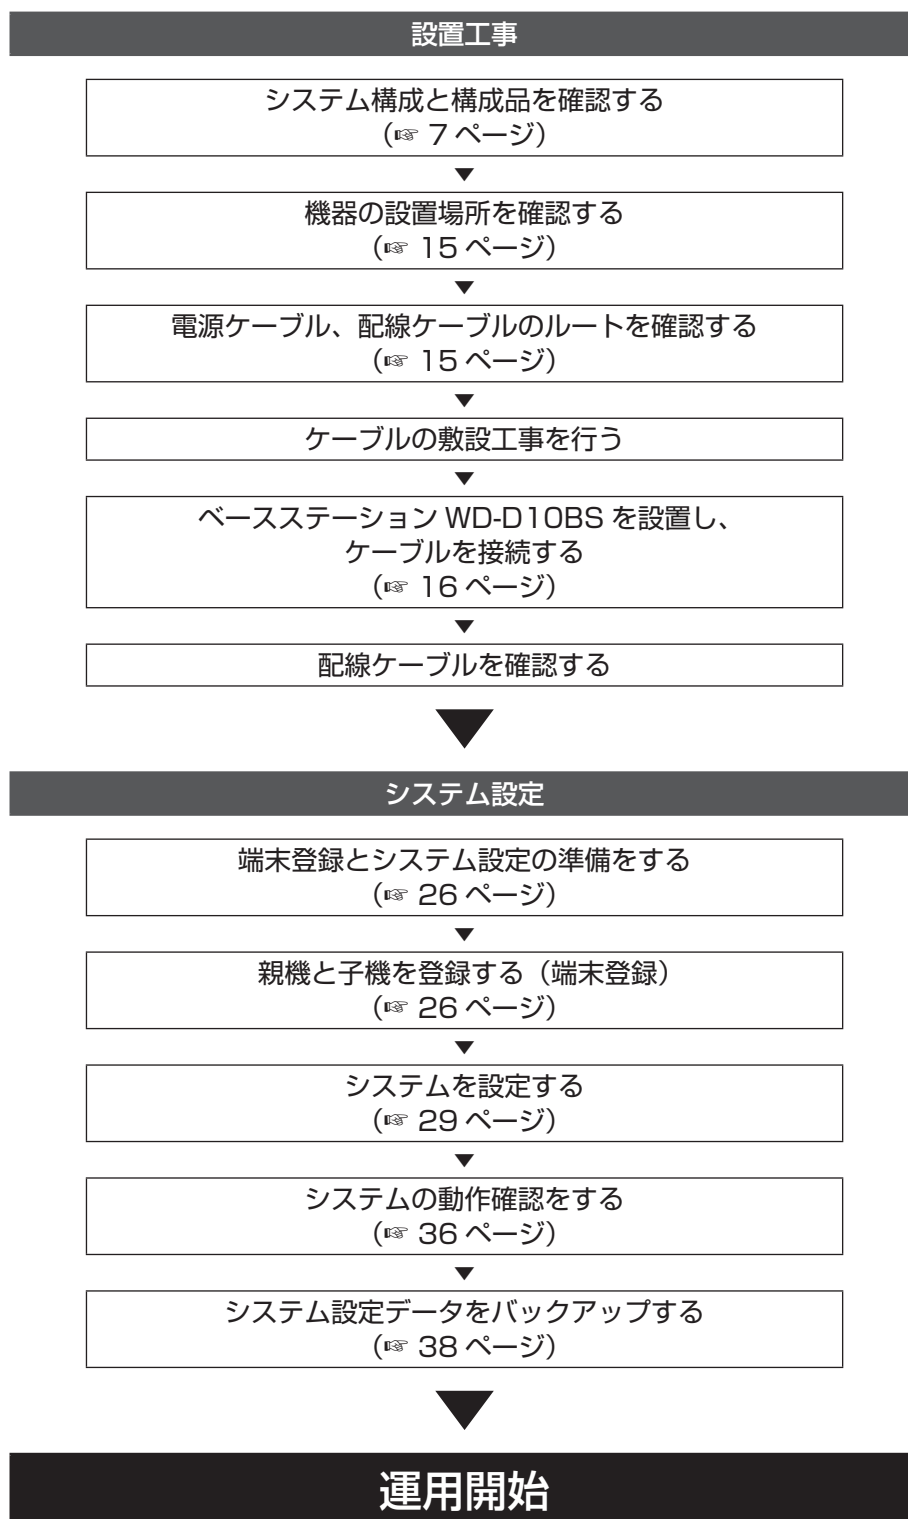 設置工事
システム構成と構成品を確認する
(☞ 7 ページ)
▼
機器の設置場所を確認する
(☞ 15 ページ)
▼
電源ケーブル、配線ケーブルのルートを確認する
(☞ 15 ページ)
▼
ケーブルの敷設工事を行う
▼
ベースステーション WD-D10BS を設置し、
ケーブルを接続する
(☞ 16 ページ)
▼
配線ケーブルを確認する
▼
システム設定
端末登録とシステム設定の準備をする
(☞ 26 ページ)
▼
親機と子機を登録する（端末登録）
(☞ 26 ページ)
▼
システムを設定する
(☞ 29 ページ)
▼
システムの動作確認をする
(☞ 36 ページ)
▼
システム設定データをバックアップする
(☞ 38 ページ)
▼
運用開始